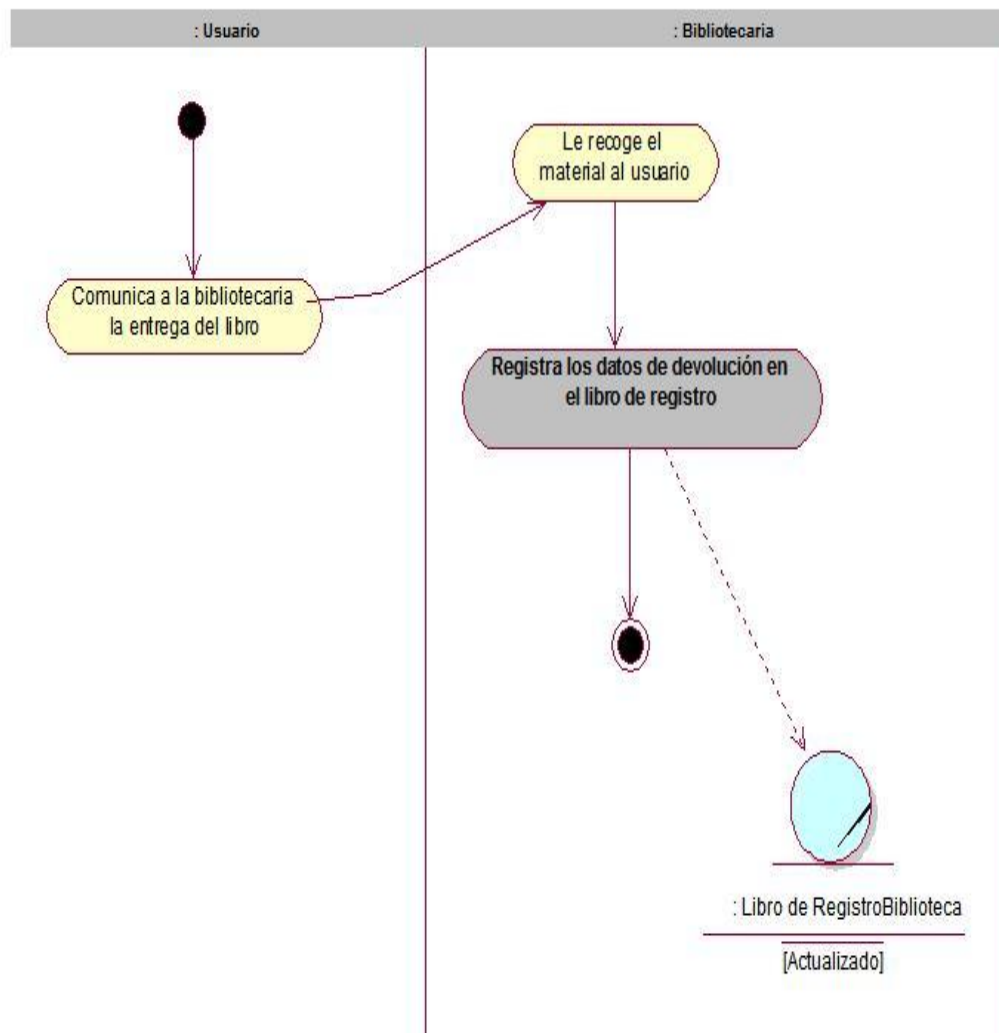 : Usuario
: Bibliotecaria
Le recoge el
material al usuario
Comunica a la bibliotecaria
la entrega del libro
Registra los datos de devolución en
el libro de registro
: Libro de RegistroBiblioteca
[Actualizado]